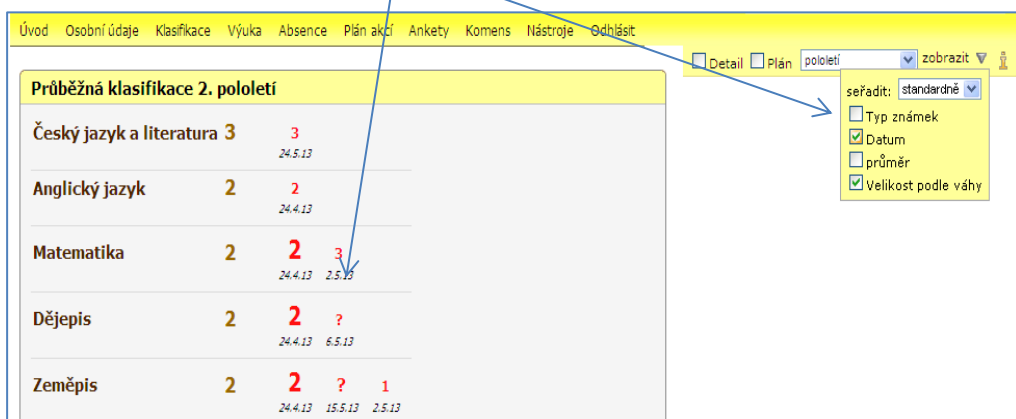 Úvod Osobní údaje Klasifikace Výuka Absence Plán akcí Ankety Komens Nástroje Odhlásit
Detail Plán pololetí zobrazit
seřadit: standardně
Typ známek
Datum
průměr
Velikost podle váhy
Průběžná klasifikace 2. pololetí
Český jazyk a literatura 3 3
24.5.13
Anglický jazyk 2 2
24.4.13
Matematika 2 2 3
24.4.13 2.5.13
Dějepis 2 2 ?
24.4.13 6.5.13
Zeměpis 2 2 ? 1
24.4.13 15.5.13 2.5.13